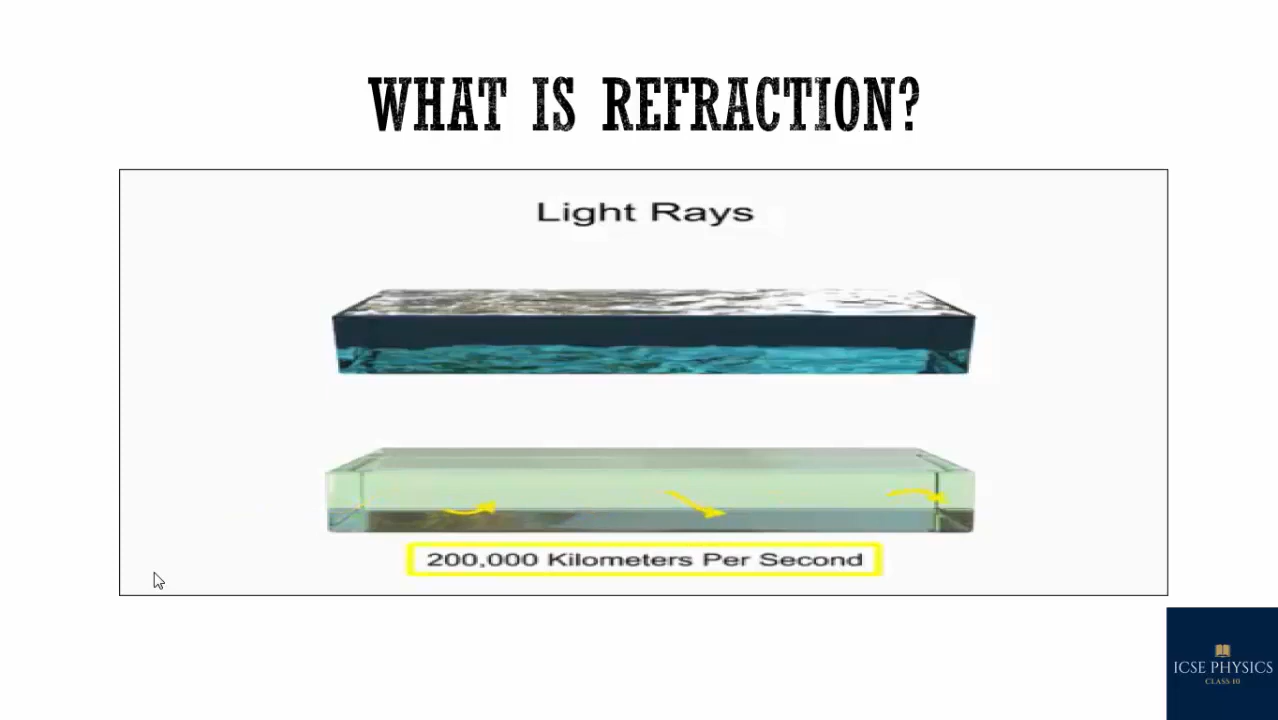 WHAT IS REFRACTION?
Light Rays
200,000 Kilometers Per Second
ICSE PHYSICS
CLASS 10